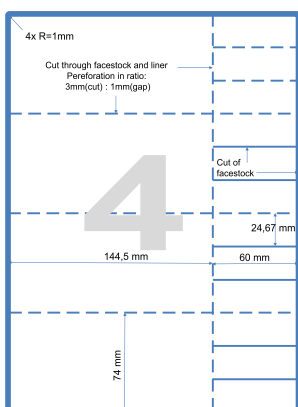 4x R=1mm
Cut through facestock and liner
Pereforation in ratio:
3mm(cut) : 1mm(gap)
Cut of
facestock
4
24,67 mm
144,5 mm
60 mm
74 mm